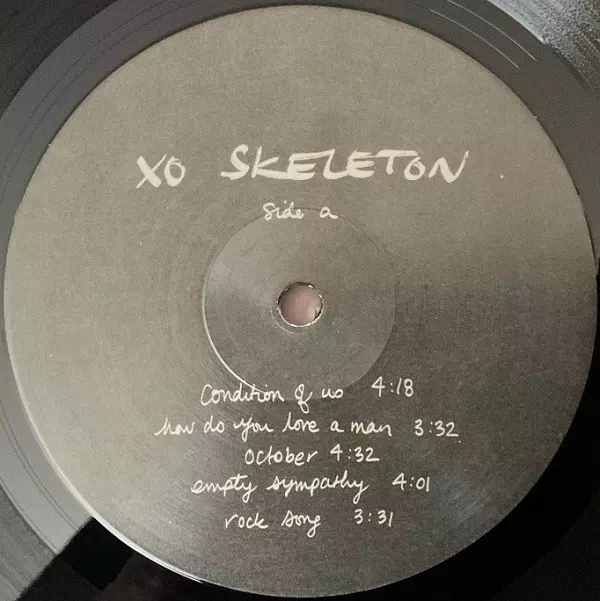 XO SKELETON
Side a
Condition of us 4:18
how do you love a man 3:32
October 4:32
empty sympathy 4:01
rock song 3:31